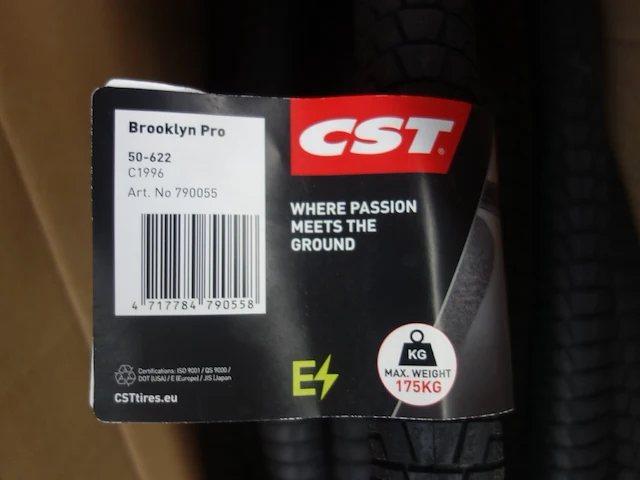 Brooklyn Pro
50-622
C1996
Art. No 790055
4 717784 790558
CST®
WHERE PASSION
MEETS THE
GROUND
Certifications: ISO 9001 / QS 9000 /
DOT (USA) / E (Europe) / JIS (Japan
CSTtires.eu
E
KG
MAX. WEIGHT
175KG